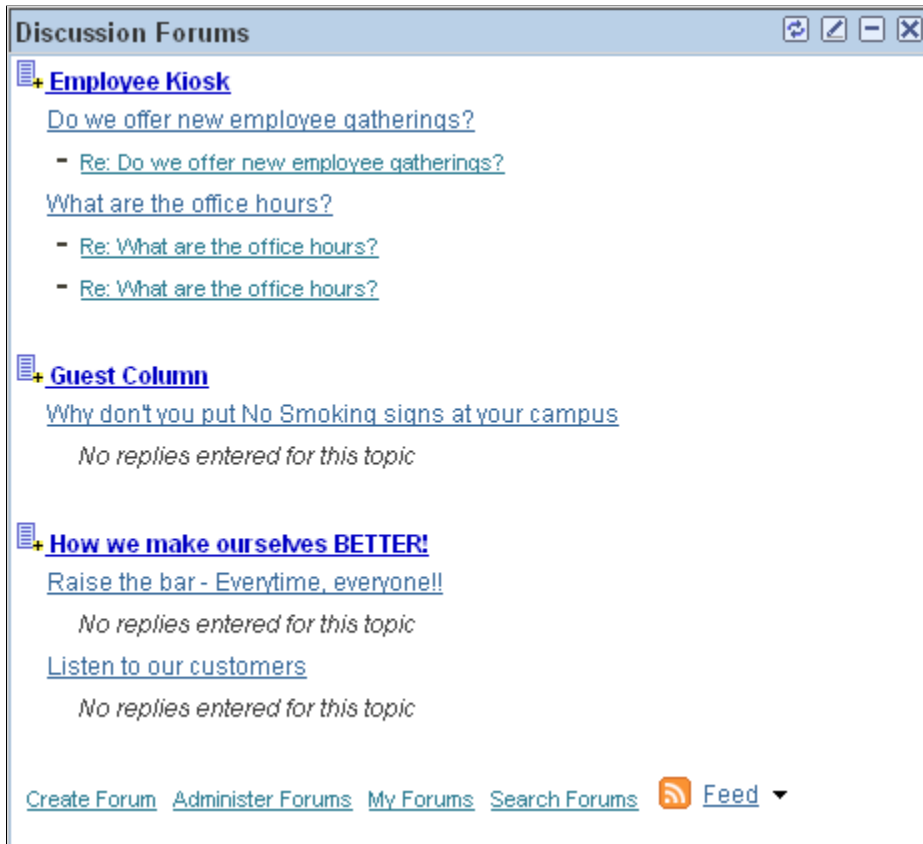 Discussion Forums
Employee Kiosk
Do we offer new employee gatherings?
- Re: Do we offer new employee gatherings?
What are the office hours?
- Re: What are the office hours?
- Re: What are the office hours?
Guest Column
Why don't you put No Smoking signs at your campus
No replies entered for this topic
How we make ourselves BETTER!
Raise the bar - Everytime, everyone!!
No replies entered for this topic
Listen to our customers
No replies entered for this topic
Create Forum Administer Forums My Forums Search Forums Feed